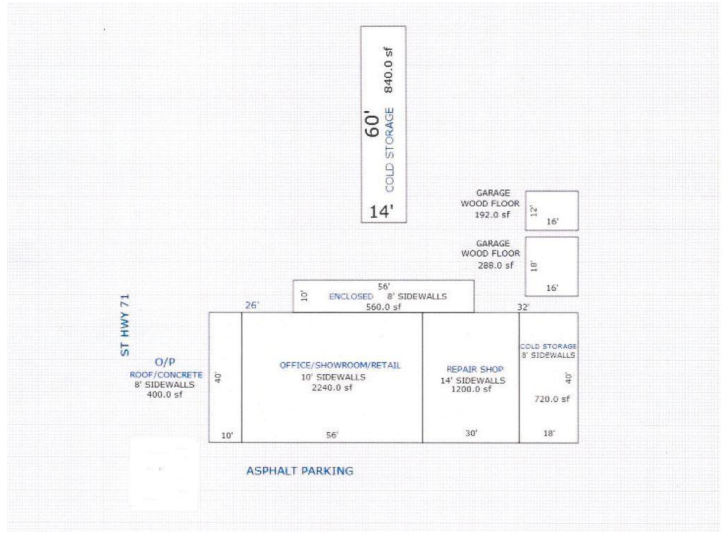 840.0 sf
60'
COLD STORAGE
14'
GARAGE
WOOD FLOOR
192.0 sf
12'
16'
GARAGE
WOOD FLOOR
288.0 sf
18'
16'
56'
10'
ENCLOSED 8' SIDEWALLS
560.0 sf
26'
32'
ST HWY 71
O/P
ROOF/CONCRETE
8' SIDEWALLS
400.0 sf
40'
10'
OFFICE/SHOWROOM/RETAIL
10' SIDEWALLS
2240.0 sf
56'
REPAIR SHOP
14' SIDEWALLS
1200.0 sf
30'
COLD STORAGE
8' SIDEWALLS
40'
720.0 sf
18'
ASPHALT PARKING